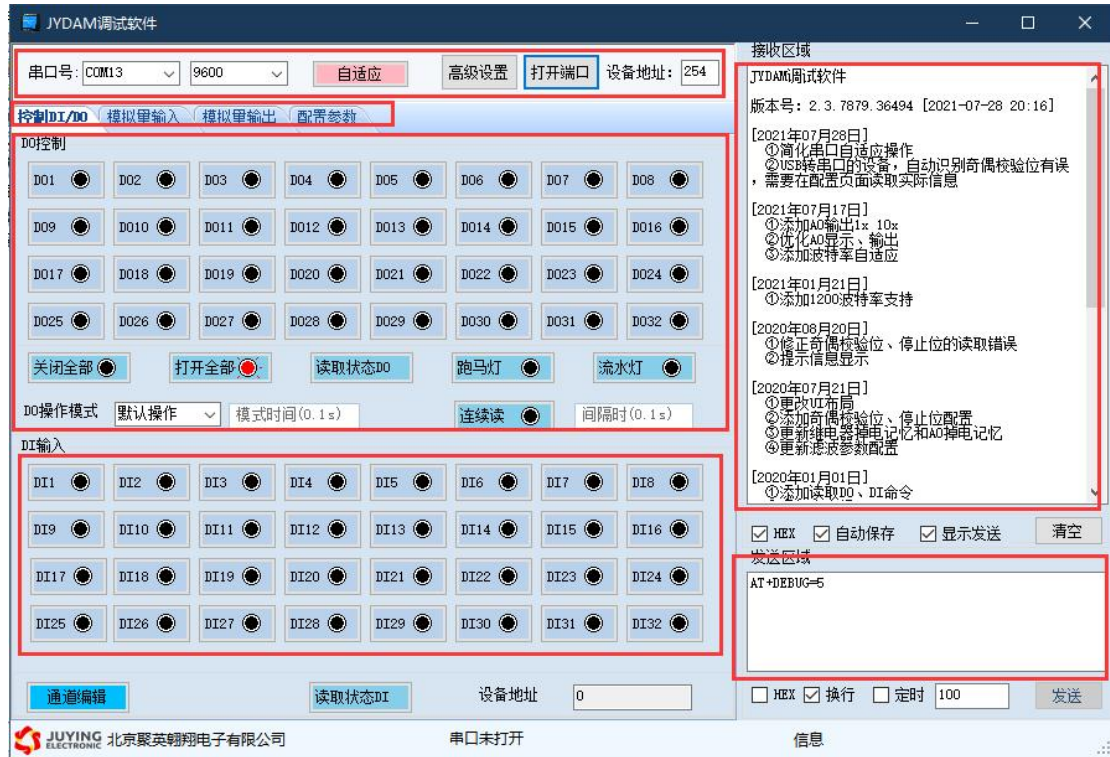 JYDAM调试软件
串口号: COM13 9600 自适应 高级设置 打开端口 设备地址: 254
控制DI/DO 模拟量输入 模拟量输出 配置参数
DO控制
DO1 DO2 DO3 DO4 DO5 DO6 DO7 DO8
DO9 DO10 DO11 DO12 DO13 DO14 DO15 DO16
DO17 DO18 DO19 DO20 DO21 DO22 DO23 DO24
DO25 DO26 DO27 DO28 DO29 DO30 DO31 DO32
关闭全部 打开全部 读取状态DO 跑马灯 流水灯
DO操作模式 默认操作 模式时间(0.1s) 连续读 间隔时(0.1s)
DI输入
DI1 DI2 DI3 DI4 DI5 DI6 DI7 DI8
DI9 DI10 DI11 DI12 DI13 DI14 DI15 DI16
DI17 DI18 DI19 DI20 DI21 DI22 DI23 DI24
DI25 DI26 DI27 DI28 DI29 DI30 DI31 DI32
通道编辑 读取状态DI 设备地址 0
接收区域
JYDAM调试软件
版本号: 2.3.7879.36494 [2021-07-28 20:16]
[2021年07月28日]
①简化串口自适应操作
②USB转串口的设备,自动识别奇偶校验位有误
,需要在配置页面读取实际信息
[2021年07月17日]
①添加AO输出1x 10x
②优化AO显示、输出
③添加波特率自适应
[2021年01月21日]
①添加1200波特率支持
[2020年08月20日]
①修正奇偶校验位、停止位的读取错误
②提示信息显示
[2020年07月21日]
①更改UI布局
②添加奇偶校验位、停止位配置
③更新继电器掉电记忆和AO掉电记忆
④更新滤波参数配置
[2020年01月01日]
①添加读取DO、DI命令
HEX 自动保存 显示发送 清空
发送区域
AT+DEBUG=5
HEX 换行 定时 100 发送
JUYING ELECTRONIC 北京聚英翱翔电子有限公司 串口未打开 信息